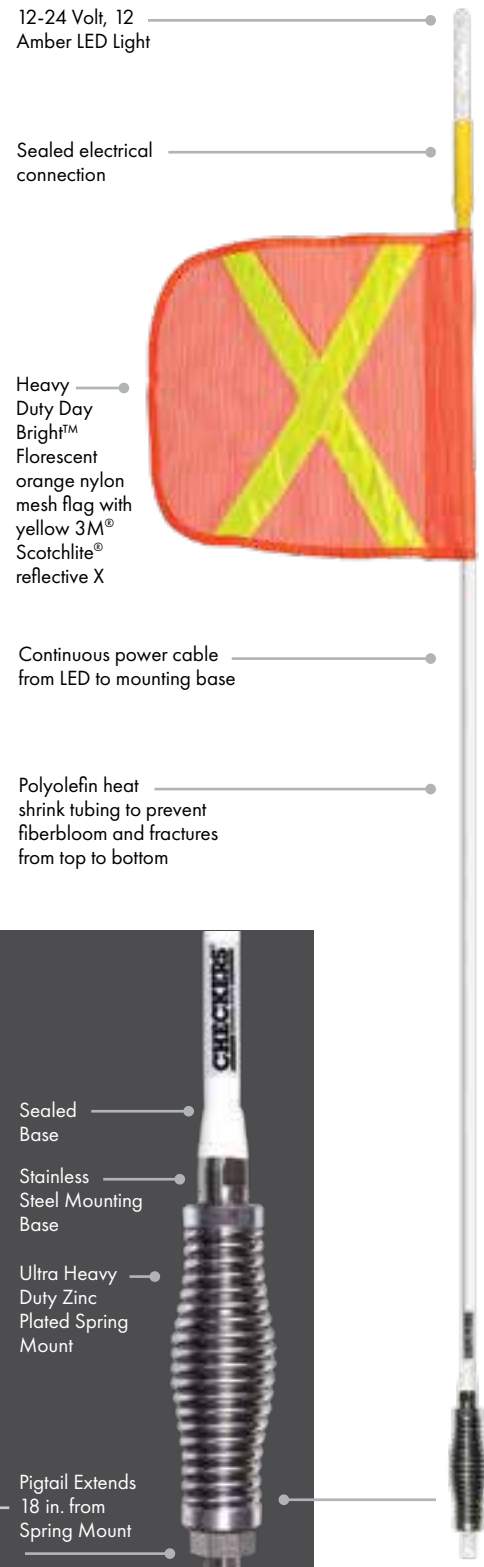 12-24 Volt, 12
Amber LED Light
Sealed electrical
connection
Heavy
Duty Day
Bright™
Florescent
orange nylon
mesh flag with
yellow 3M®
Scotchlite®
reflective X
Continuous power cable
from LED to mounting base
Polyolefin heat
shrink tubing to prevent
fiberbloom and fractures
from top to bottom
CHECKERS®
Sealed
Base
Stainless
Steel Mounting
Base
Ultra Heavy
Duty Zinc
Plated Spring
Mount
Pigtail Extends
18 in. from
Spring Mount